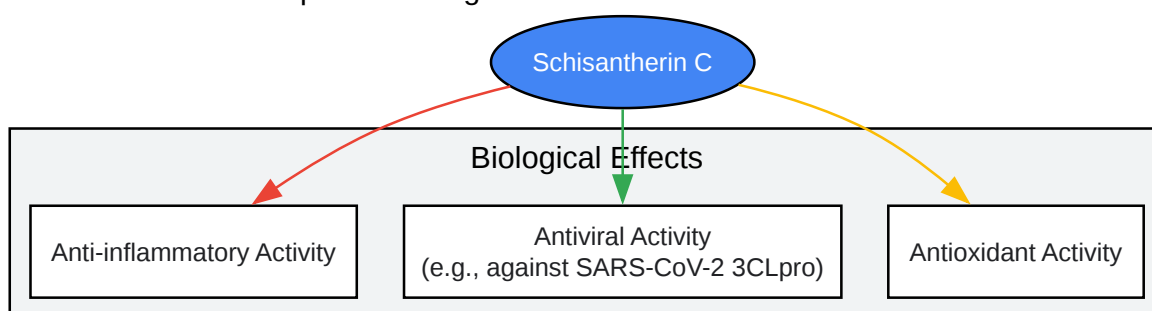 Schisantherin C
Biological Effects
Anti-inflammatory Activity
Antiviral Activity
(e.g., against SARS-CoV-2 3CLpro)
Antioxidant Activity